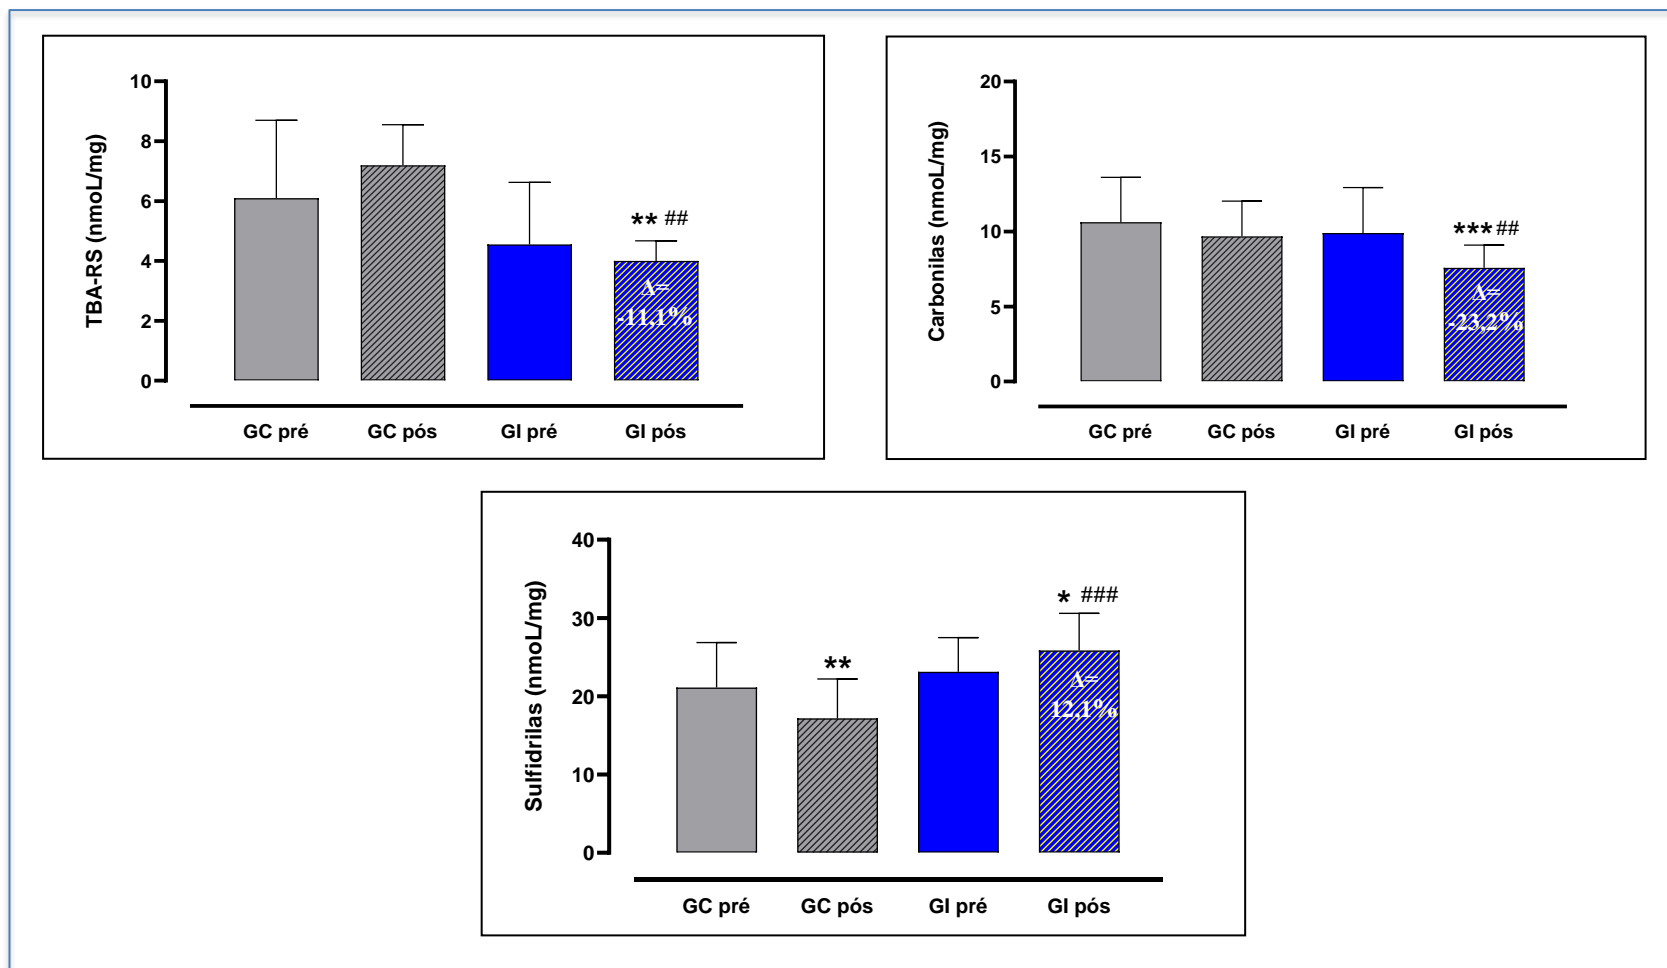 TBA-RS (nmoL/mg)
10
8
6
4
2
0
** ##
Δ=
-11,1%
GC pré GC pós GI pré GI pós
Carbonilas (nmoL/mg)
20
15
10
5
0
*** ##
Δ=
-23,2%
GC pré GC pós GI pré GI pós
Sulfidrilas (nmoL/mg)
40
30
20
10
0
**
* ###
Δ=
12,1%
GC pré GC pós GI pré GI pós